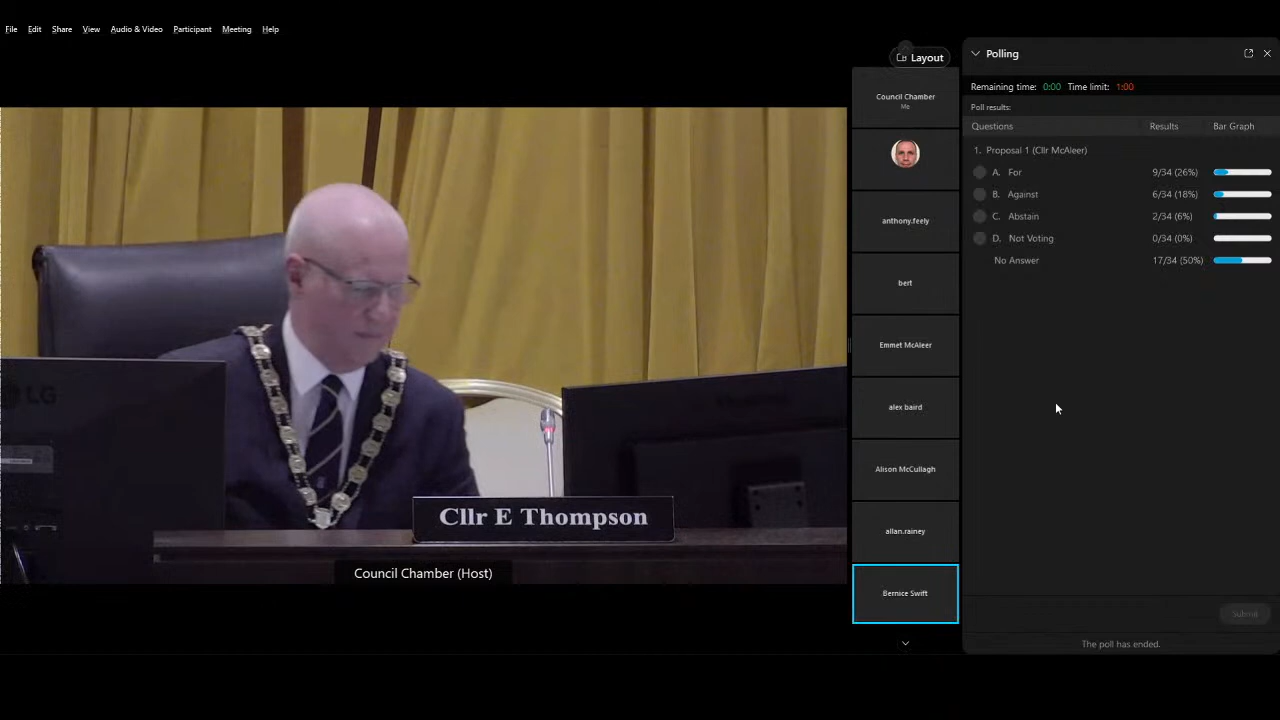 File Edit Share View Audio & Video Participant Meeting Help
Layout
Polling
Remaining time: 0:00 Time limit: 1:00
Poll results:
Questions Results Bar Graph
1. Proposal 1 (Cllr McAleer)
A. For 9/34 (26%)
B. Against 6/34 (18%)
C. Abstain 2/34 (6%)
D. Not Voting 0/34 (0%)
No Answer 17/34 (50%)
Submit
The poll has ended.
Council Chamber
Me
anthony.feely
bert
Emmet McAleer
alex baird
Alison McCullagh
allan.rainey
Bernice Swift
LG
Cllr E Thompson
Council Chamber (Host)